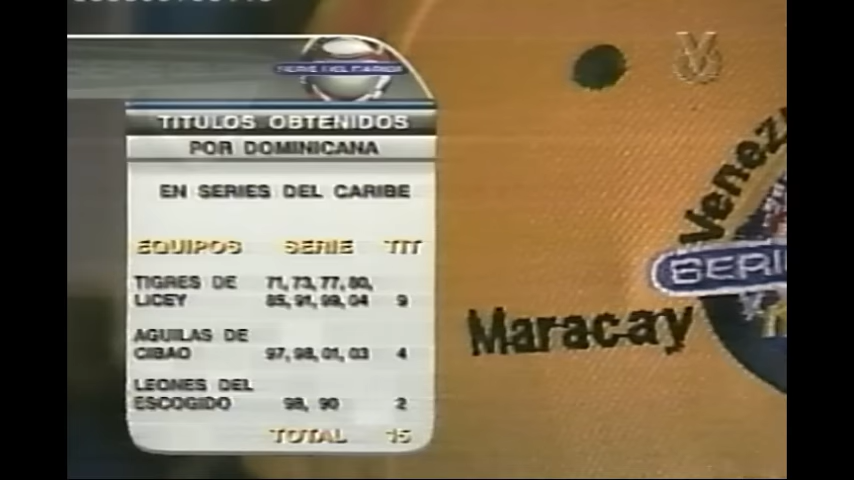 SERIE DEL CARIBE
TITULOS OBTENIDOS
POR DOMINICANA
EN SERIES DEL CARIBE
EQUIPOS SERIE TIT
TIGRES DE 71, 73, 77, 80,
LICEY 85, 91, 99, 04 9
AGUILAS DE
CIBAO 97, 98, 01, 03 4
LEONES DEL
ESCOGIDO 98, 90 2
TOTAL 15
Venez
SERI
Maracay